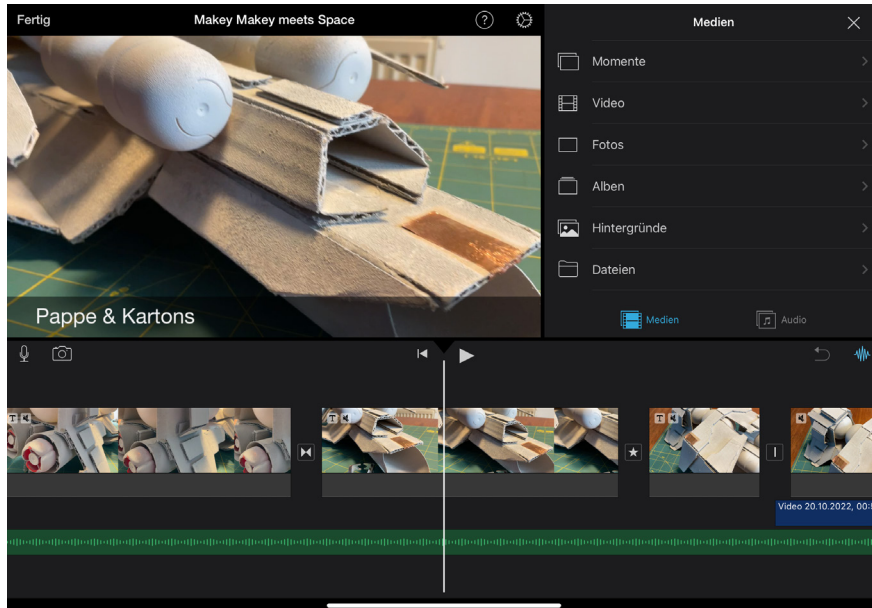 Fertig
Makey Makey meets Space
?
Medien
Momente
Video
Fotos
Alben
Hintergründe
Dateien
Pappe & Kartons
Medien
Audio
T
T
T
Video 20.10.2022, 00: